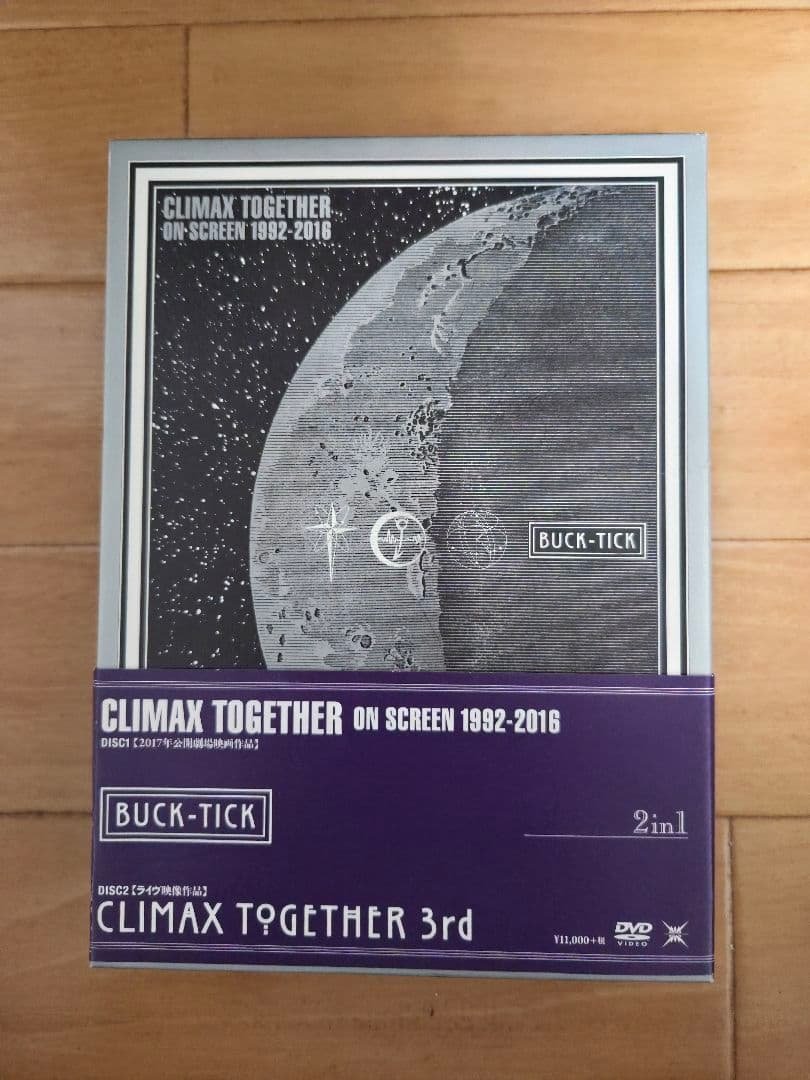 CLIMAX TOGETHER
ON SCREEN 1992-2016
BUCK-TICK
CLIMAX TOGETHER ON SCREEN 1992-2016
DISC1【2017年公開劇場映画作品】
BUCK-TICK
2in1
DISC2【ライヴ映像作品】
CLIMAX TOGETHER 3rd
¥11,000+税
DVD
VIDEO